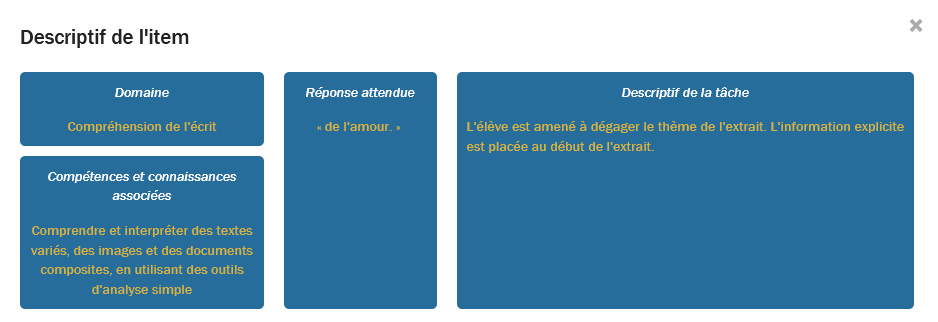 Descriptif de l'item
Domaine
Compréhension de l'écrit
Compétences et connaissances
associées
Comprendre et interpréter des textes
variés, des images et des documents
composites, en utilisant des outils
d'analyse simple
Réponse attendue
« de l'amour. »
Descriptif de la tâche
L'élève est amené à dégager le thème de l'extrait. L'information explicite
est placée au début de l'extrait.